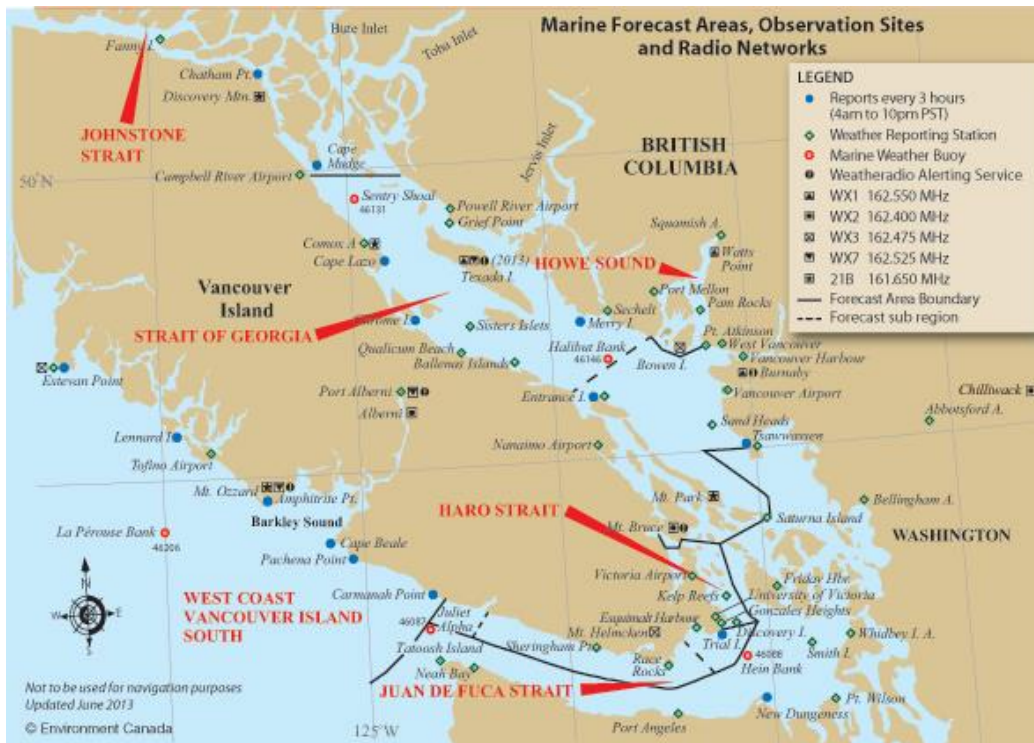 Marine Forecast Areas, Observation Sites
and Radio Networks
LEGEND
Reports every 3 hours
(4am to 10pm PST)
Weather Reporting Station
Marine Weather Buoy
Weatheradio Alerting Service
WX1 162.550 MHz
WX2 162.400 MHz
WX3 162.475 MHz
WX7 162.525 MHz
21B 161.650 MHz
Forecast Area Boundary
Forecast sub region
Fanny I.
Bute Inlet
Toba Inlet
Chatham Pt.
Discovery Mtn.
JOHNSTONE
STRAIT
Jervis Inlet
BRITISH
COLUMBIA
Cape
Mudge
50°N
Campbell River Airport
Sentry Shoal
46131
Powell River Airport
Grief Point
Squamish A.
Comox A
Cape Lazo
(2013)
Texada I.
HOWE SOUND
Watts
Point
Vancouver
Island
Port Mellon
Pam Rocks
STRAIT OF GEORGIA
Chrome I.
Sisters Islets
Sechelt
Merry I.
Pt. Atkinson
West Vancouver
Qualicum Beach
Ballenas Islands
Halibut Bank
46146
Bowen I.
Vancouver Harbour
Burnaby
Estevan Point
Port Alberni
Alberni
Entrance I.
Vancouver Airport
Chilliwack
Abbotsford A.
Sand Heads
Tsawwassen
Lennard I.
Tofino Airport
Nanaimo Airport
Mt. Ozzard
Amphitrite Pt.
Mt. Park
Bellingham A.
HARO STRAIT
Saturna Island
Barkley Sound
Mt. Bruce
WASHINGTON
La Pérouse Bank
46206
Cape Beale
Pachena Point
Victoria Airport
Friday Hbr.
University of Victoria
Kelp Reefs
Gonzales Heights
N
W
E
S
WEST COAST
VANCOUVER ISLAND
SOUTH
Carmanah Point
Juliet
Alpha
46087
Esquimalt Harbour
Mt. Helmcken
Trial I.
Discovery I.
Whidbey I. A.
Tatoosh Island
Sheringham Pt.
Smith I.
46088
Hein Bank
Neah Bay
Race
Rocks
JUAN DE FUCA STRAIT
Not to be used for navigation purposes
Updated June 2013
New Dungeness
Pt. Wilson
Port Angeles
© Environment Canada
125°W